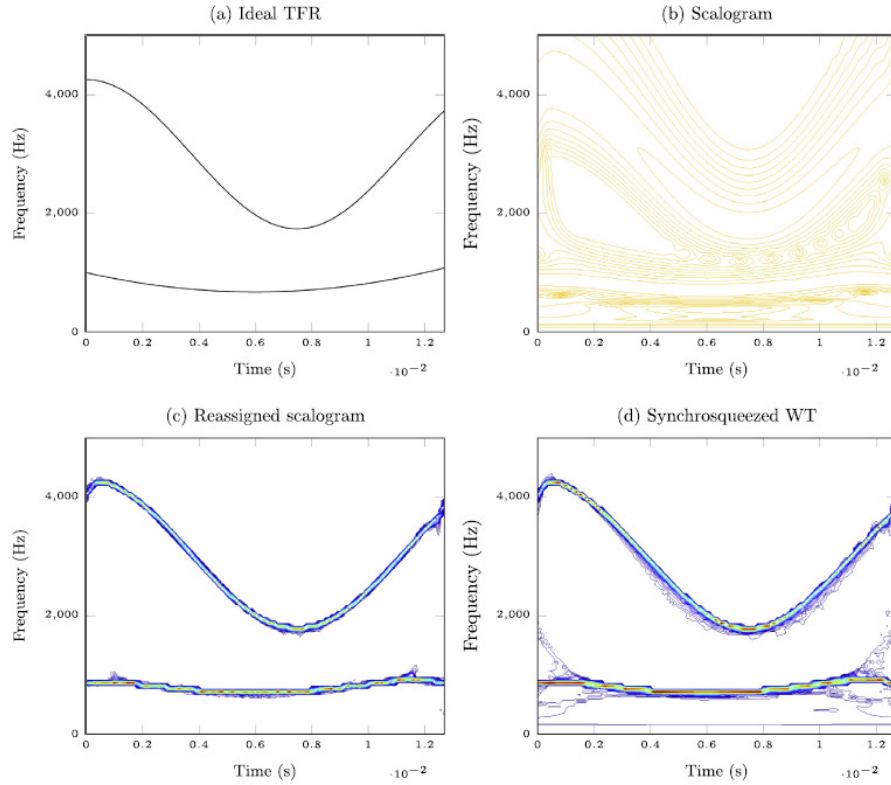 (a) Ideal TFR
Frequency (Hz)
4,000
2,000
0
0 0.2 0.4 0.6 0.8 1 1.2
Time (s)
·10⁻²
(b) Scalogram
Frequency (Hz)
4,000
2,000
0
0 0.2 0.4 0.6 0.8 1 1.2
Time (s)
·10⁻²
(c) Reassigned scalogram
Frequency (Hz)
4,000
2,000
0
0 0.2 0.4 0.6 0.8 1 1.2
Time (s)
·10⁻²
(d) Synchrosqueezed WT
Frequency (Hz)
4,000
2,000
0
0 0.2 0.4 0.6 0.8 1 1.2
Time (s)
·10⁻²